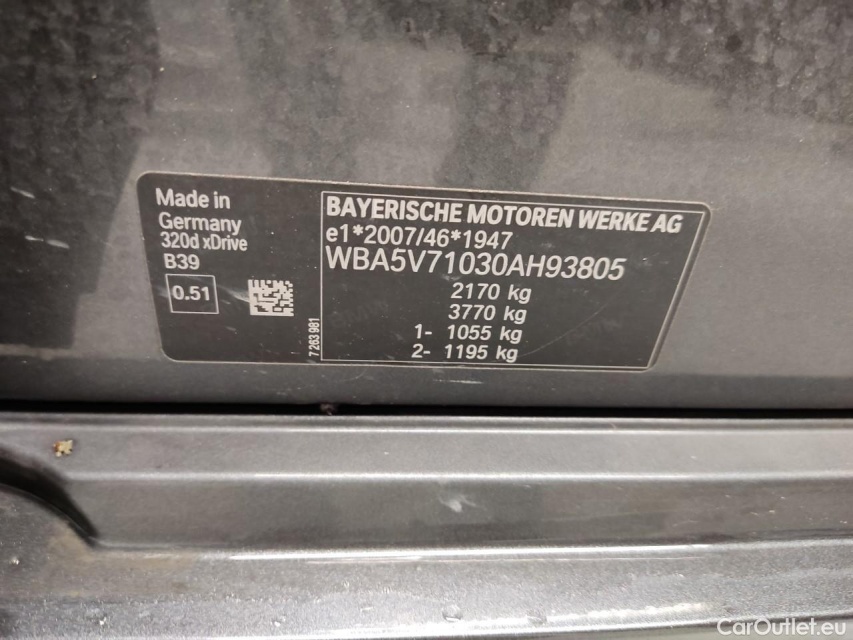 Made in
Germany
320d xDrive
B39
0.51
7 263 981
BAYERISCHE MOTOREN WERKE AG
e1*2007/46*1947
WBA5V71030AH93805
2170 kg
3770 kg
1- 1055 kg
2- 1195 kg
CarOutlet.eu